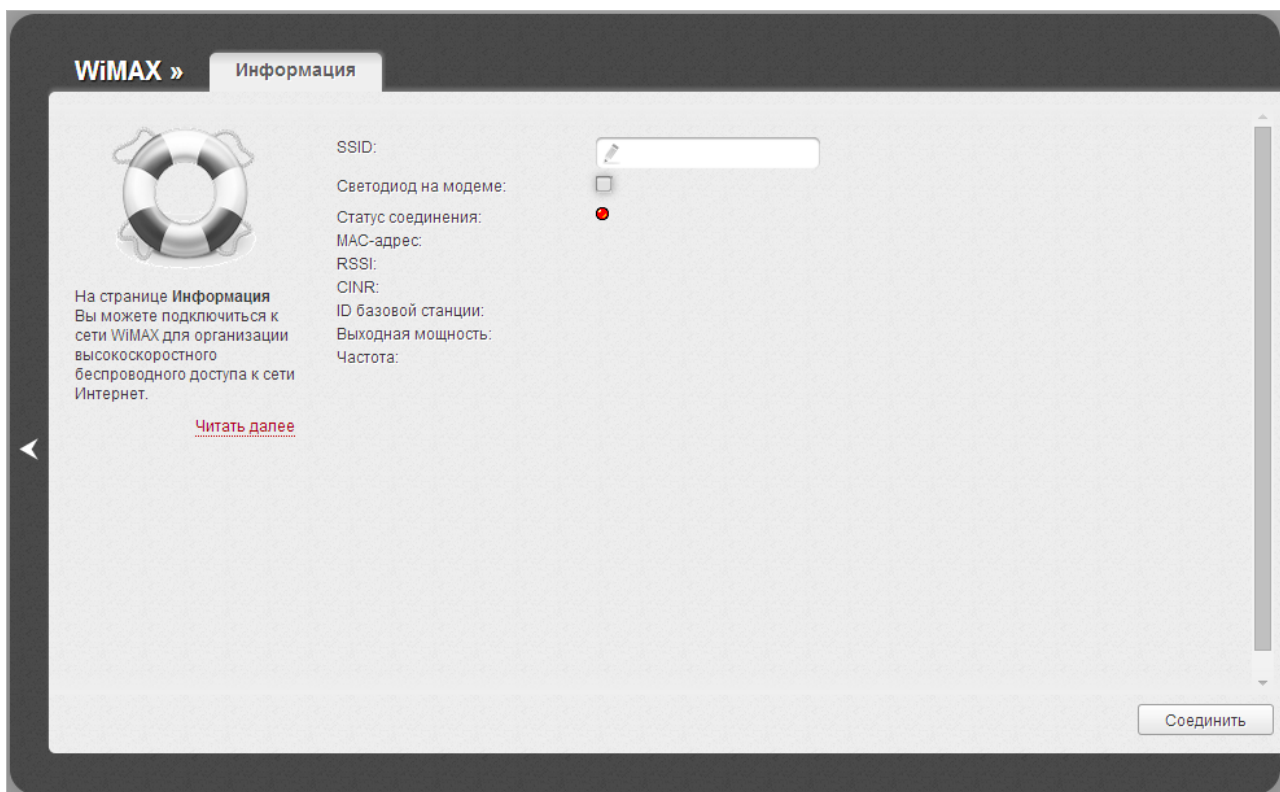 WiMAX »
Информация
SSID:
Светодиод на модеме:
Статус соединения:
MAC-адрес:
RSSI:
CINR:
ID базовой станции:
Выходная мощность:
Частота:
На странице Информация
Вы можете подключиться к
сети WiMAX для организации
высокоскоростного
беспроводного доступа к сети
Интернет.
Читать далее
Соединить